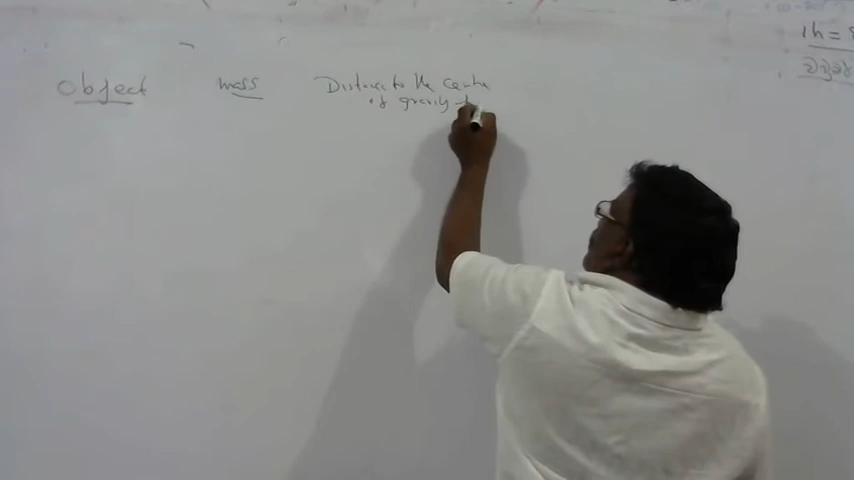 Object mass Distance to the Centre
of gravity f
1h =